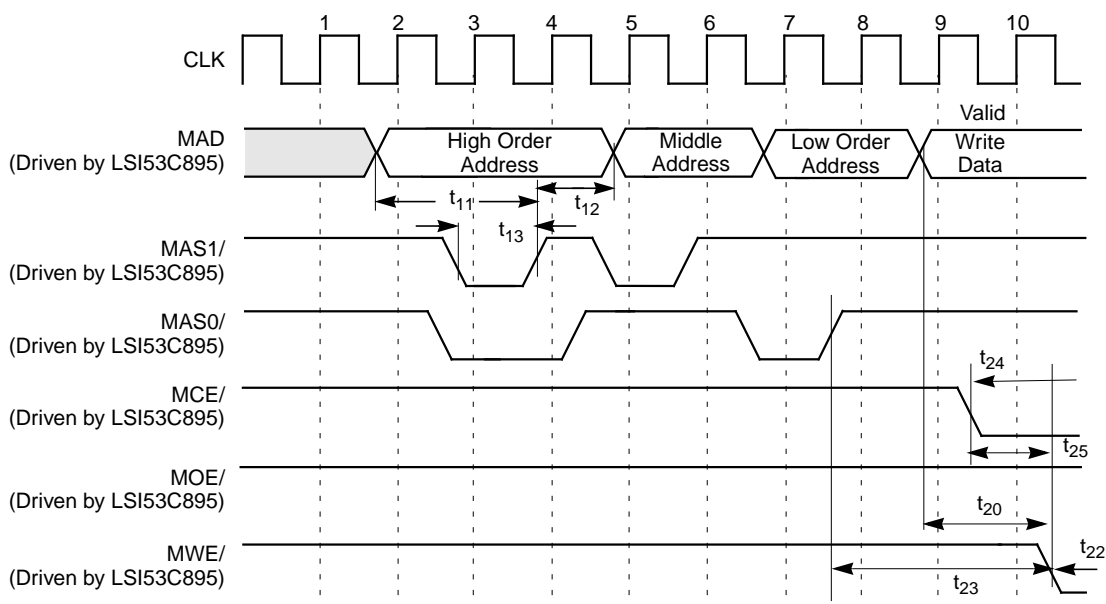 1 2 3 4 5 6 7 8 9 10
CLK
Valid
MAD
(Driven by LSI53C895)
High Order
Address
Middle
Address
Low Order
Address
Write
Data
t11
t12
t13
MAS1/
(Driven by LSI53C895)
MAS0/
(Driven by LSI53C895)
t24
MCE/
(Driven by LSI53C895)
t25
MOE/
(Driven by LSI53C895)
t20
MWE/
(Driven by LSI53C895)
t22
t23